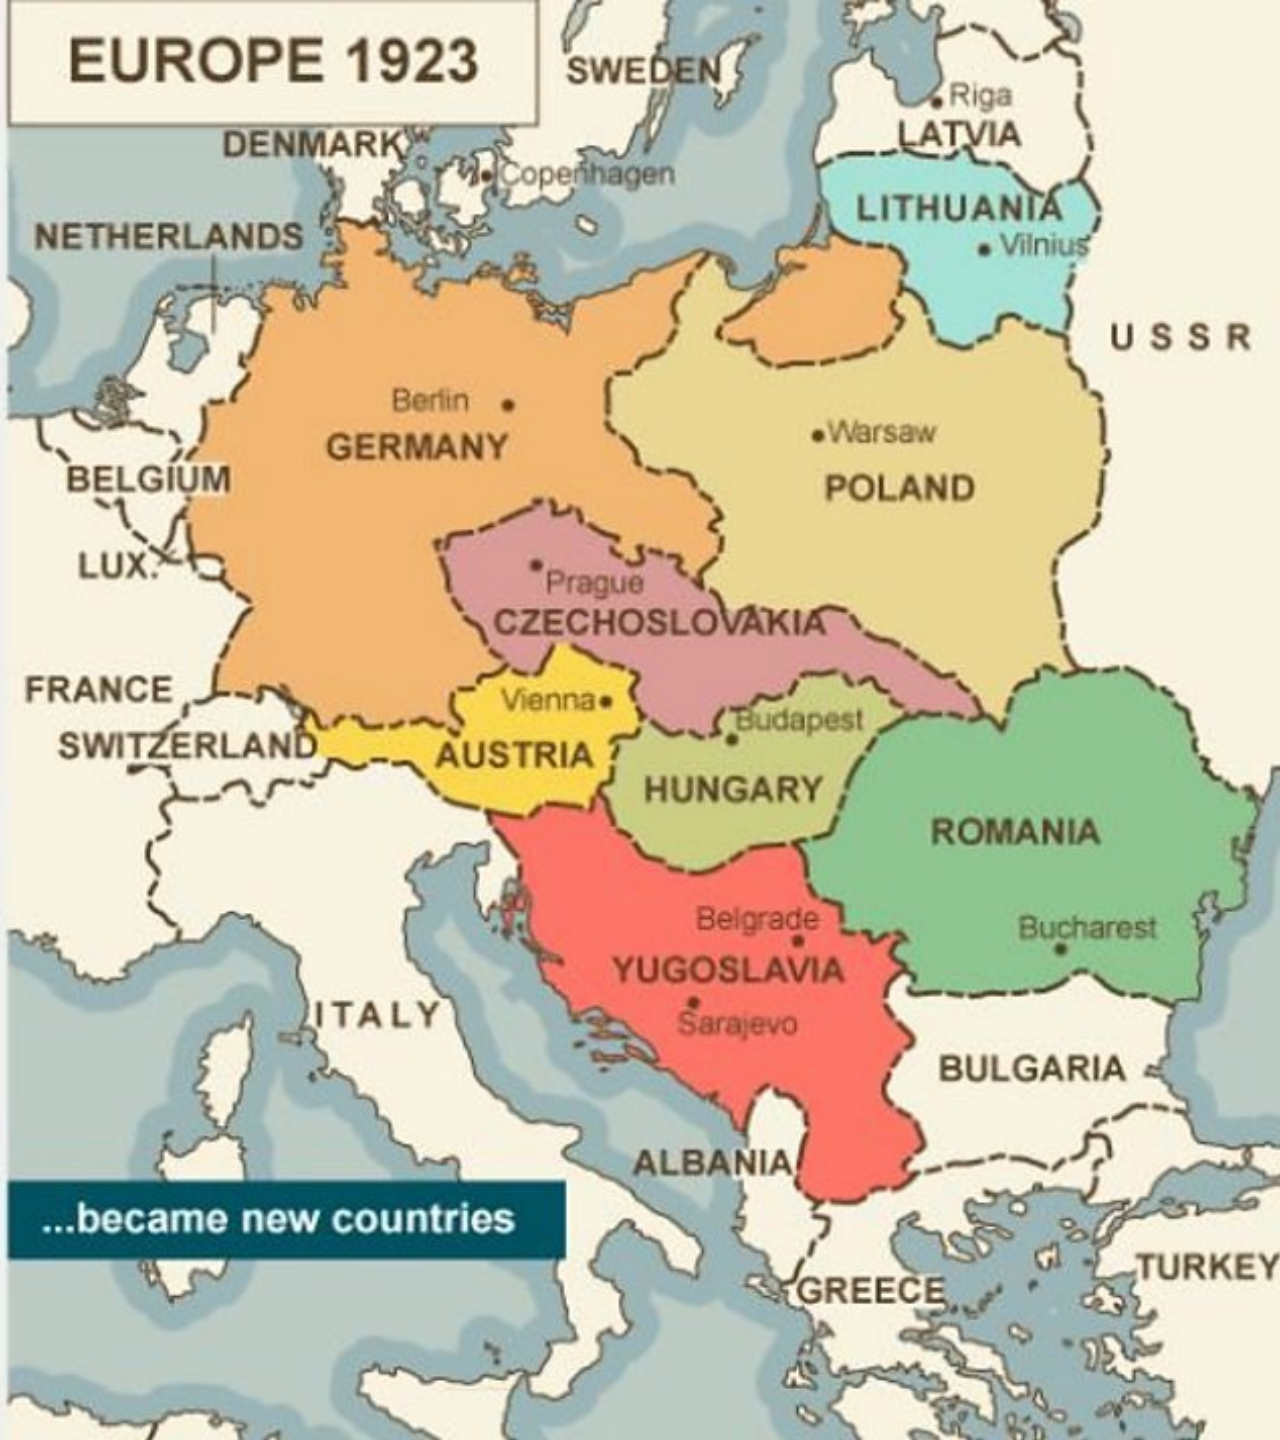 EUROPE 1923
SWEDEN
Riga
LATVIA
DENMARK
Copenhagen
LITHUANIA
Vilnius
NETHERLANDS
USSR
Berlin
GERMANY
Warsaw
POLAND
BELGIUM
LUX.
Prague
CZECHOSLOVAKIA
FRANCE
Vienna
Budapest
SWITZERLAND
AUSTRIA
HUNGARY
ROMANIA
Belgrade
Bucharest
YUGOSLAVIA
Sarajevo
ITALY
BULGARIA
ALBANIA
...became new countries
TURKEY
GREECE